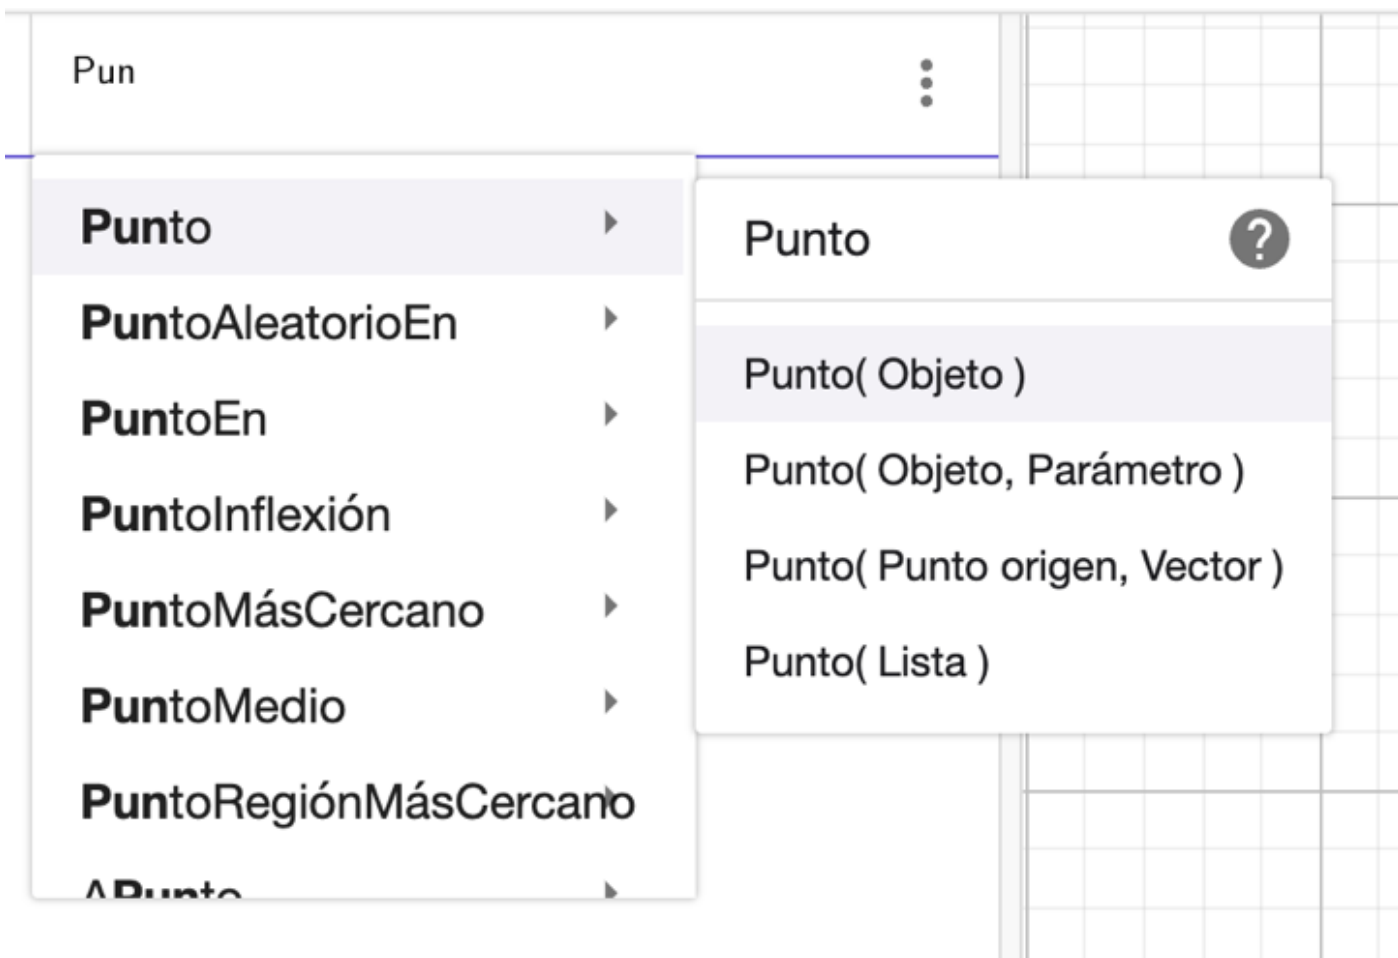 Pun
Punto
PuntoAleatorioEn
PuntoEn
PuntoInflexión
PuntoMásCercano
PuntoMedio
PuntoRegiónMásCercano
APunto
Punto
Punto( Objeto )
Punto( Objeto, Parámetro )
Punto( Punto origen, Vector )
Punto( Lista )